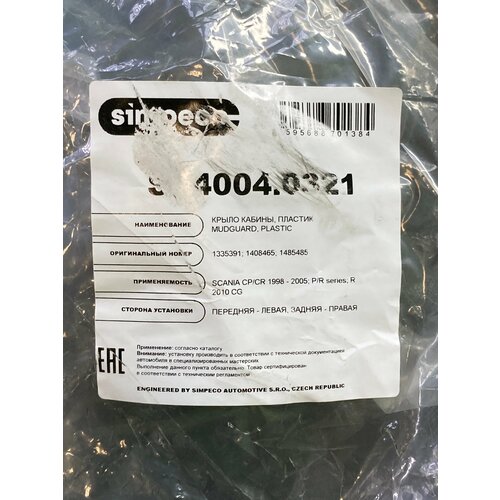 simpeco
4004.0321
595688 701384
НАИМЕНОВАНИЕ
КРЫЛО КАБИНЫ, ПЛАСТИК
MUDGUARD, PLASTIC
ОРИГИНАЛЬНЫЙ НОМЕР
1335391; 1408465; 1485485
ПРИМЕНЯЕМОСТЬ
SCANIA CP/CR 1998 - 2005; P/R series; R
2010 CG
СТОРОНА УСТАНОВКИ
ПЕРЕДНЯЯ - ЛЕВАЯ, ЗАДНЯЯ - ПРАВАЯ
EAC
Применение: согласно каталогу
Внимание: установку производить в соответствии с технической документацией
автомобиля в специализированных мастерских.
Выполнение данного пункта обязательно. Товар сертифицирован
в соответствии с техническим регламентом
ENGINEERED BY SIMPECO AUTOMOTIVE S.R.O., CZECH REPUBLIC